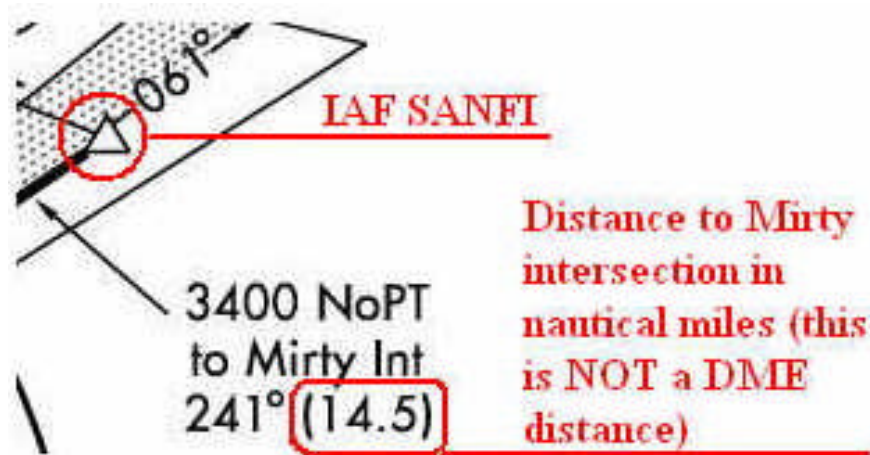 061°
IAF SANFI
3400 NoPT
to Mirty Int
241° (14.5)
Distance to Mirty
intersection in
nautical miles (this
is NOT a DME
distance)